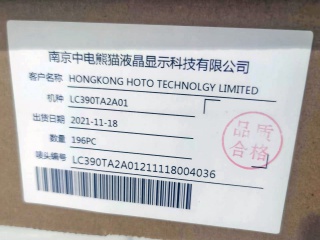 南京中电熊猫液晶显示科技有限公司
客户名称 HONGKONG HOTO TECHNOLGY LIMITED
机种 LC390TA2A01
出货日期 2021-11-18
数量 196PC
品质
合格
唛头编号 LC390TA2A01211118004036